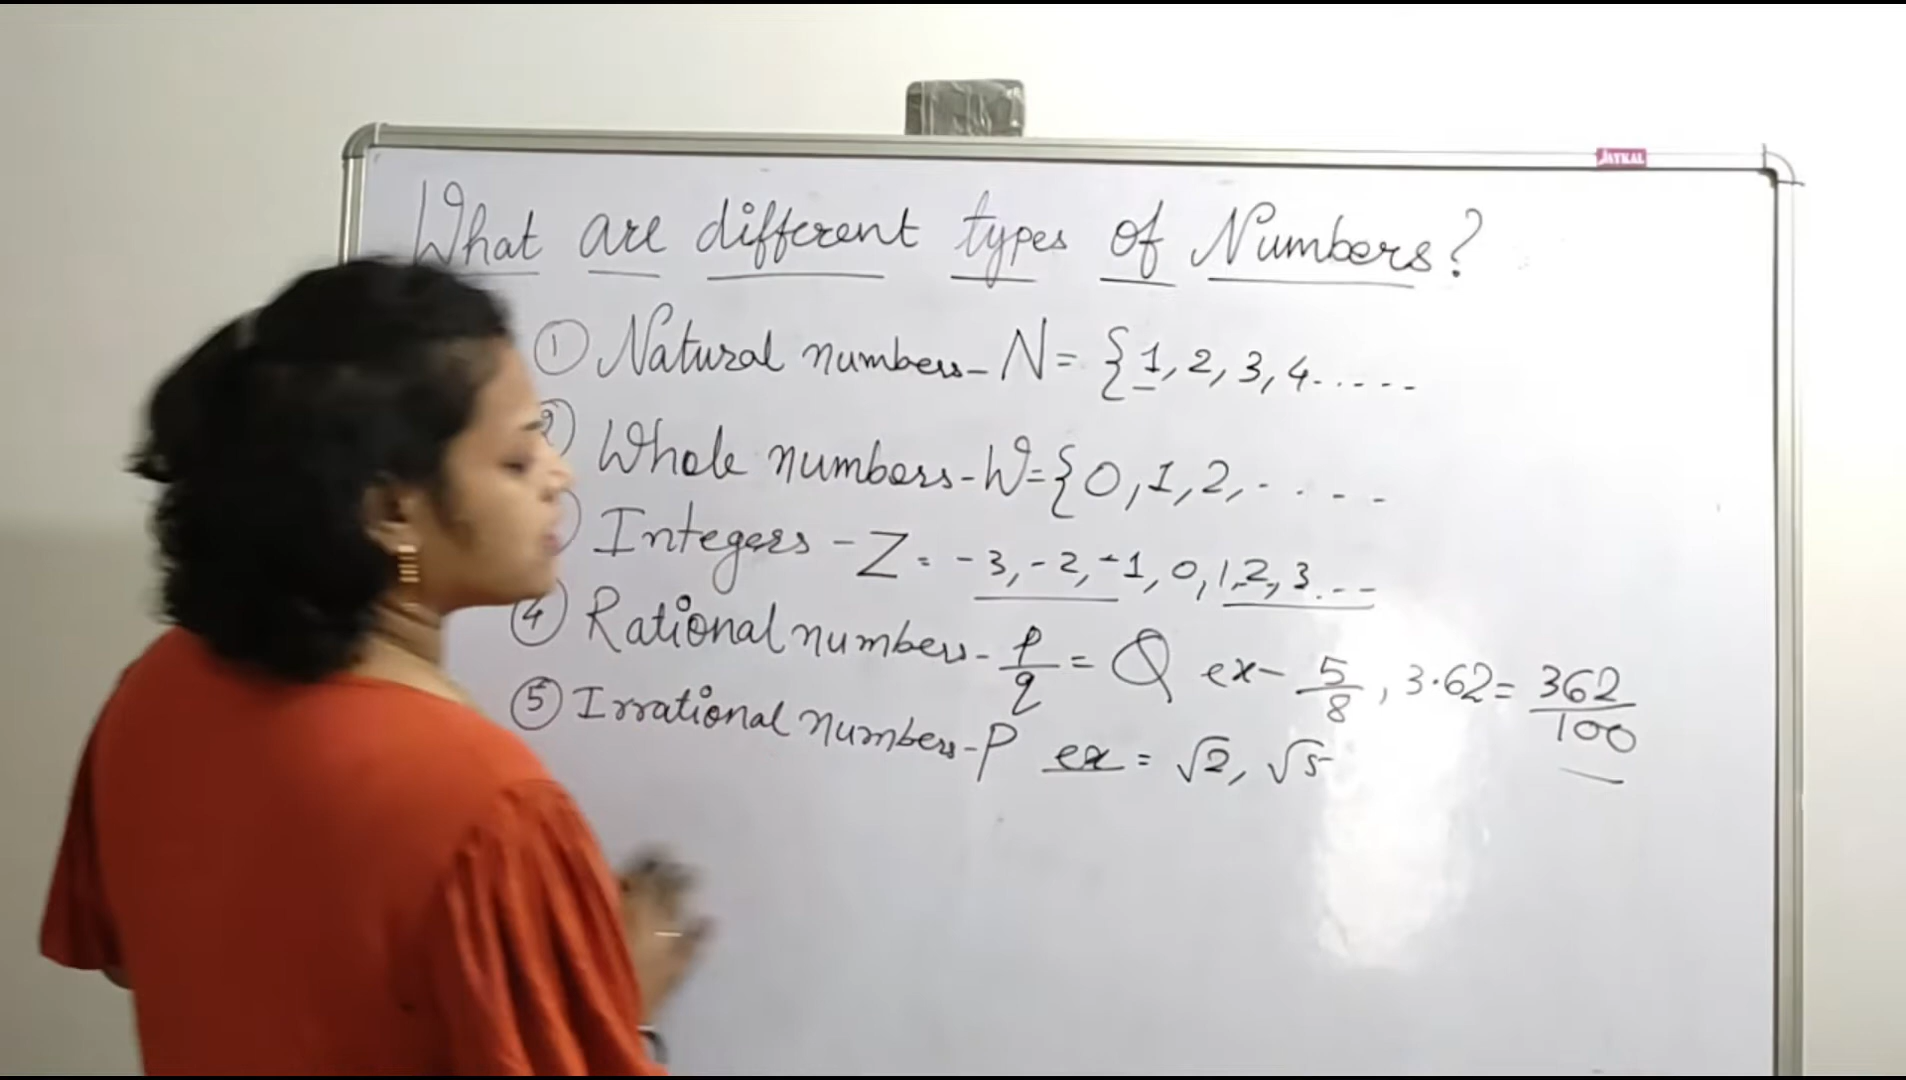 JAYKAL
What are different types of Numbers?
① Natural numbers - N = {1, 2, 3, 4.....
② Whole numbers - W = {0, 1, 2, ....
Integers - Z = -3, -2, -1, 0, 1, 2, 3...
④ Rational numbers - p/q = Q ex - 5/8, 3.62 = 362/100
⑤ Irrational numbers - P ex = √2, √5